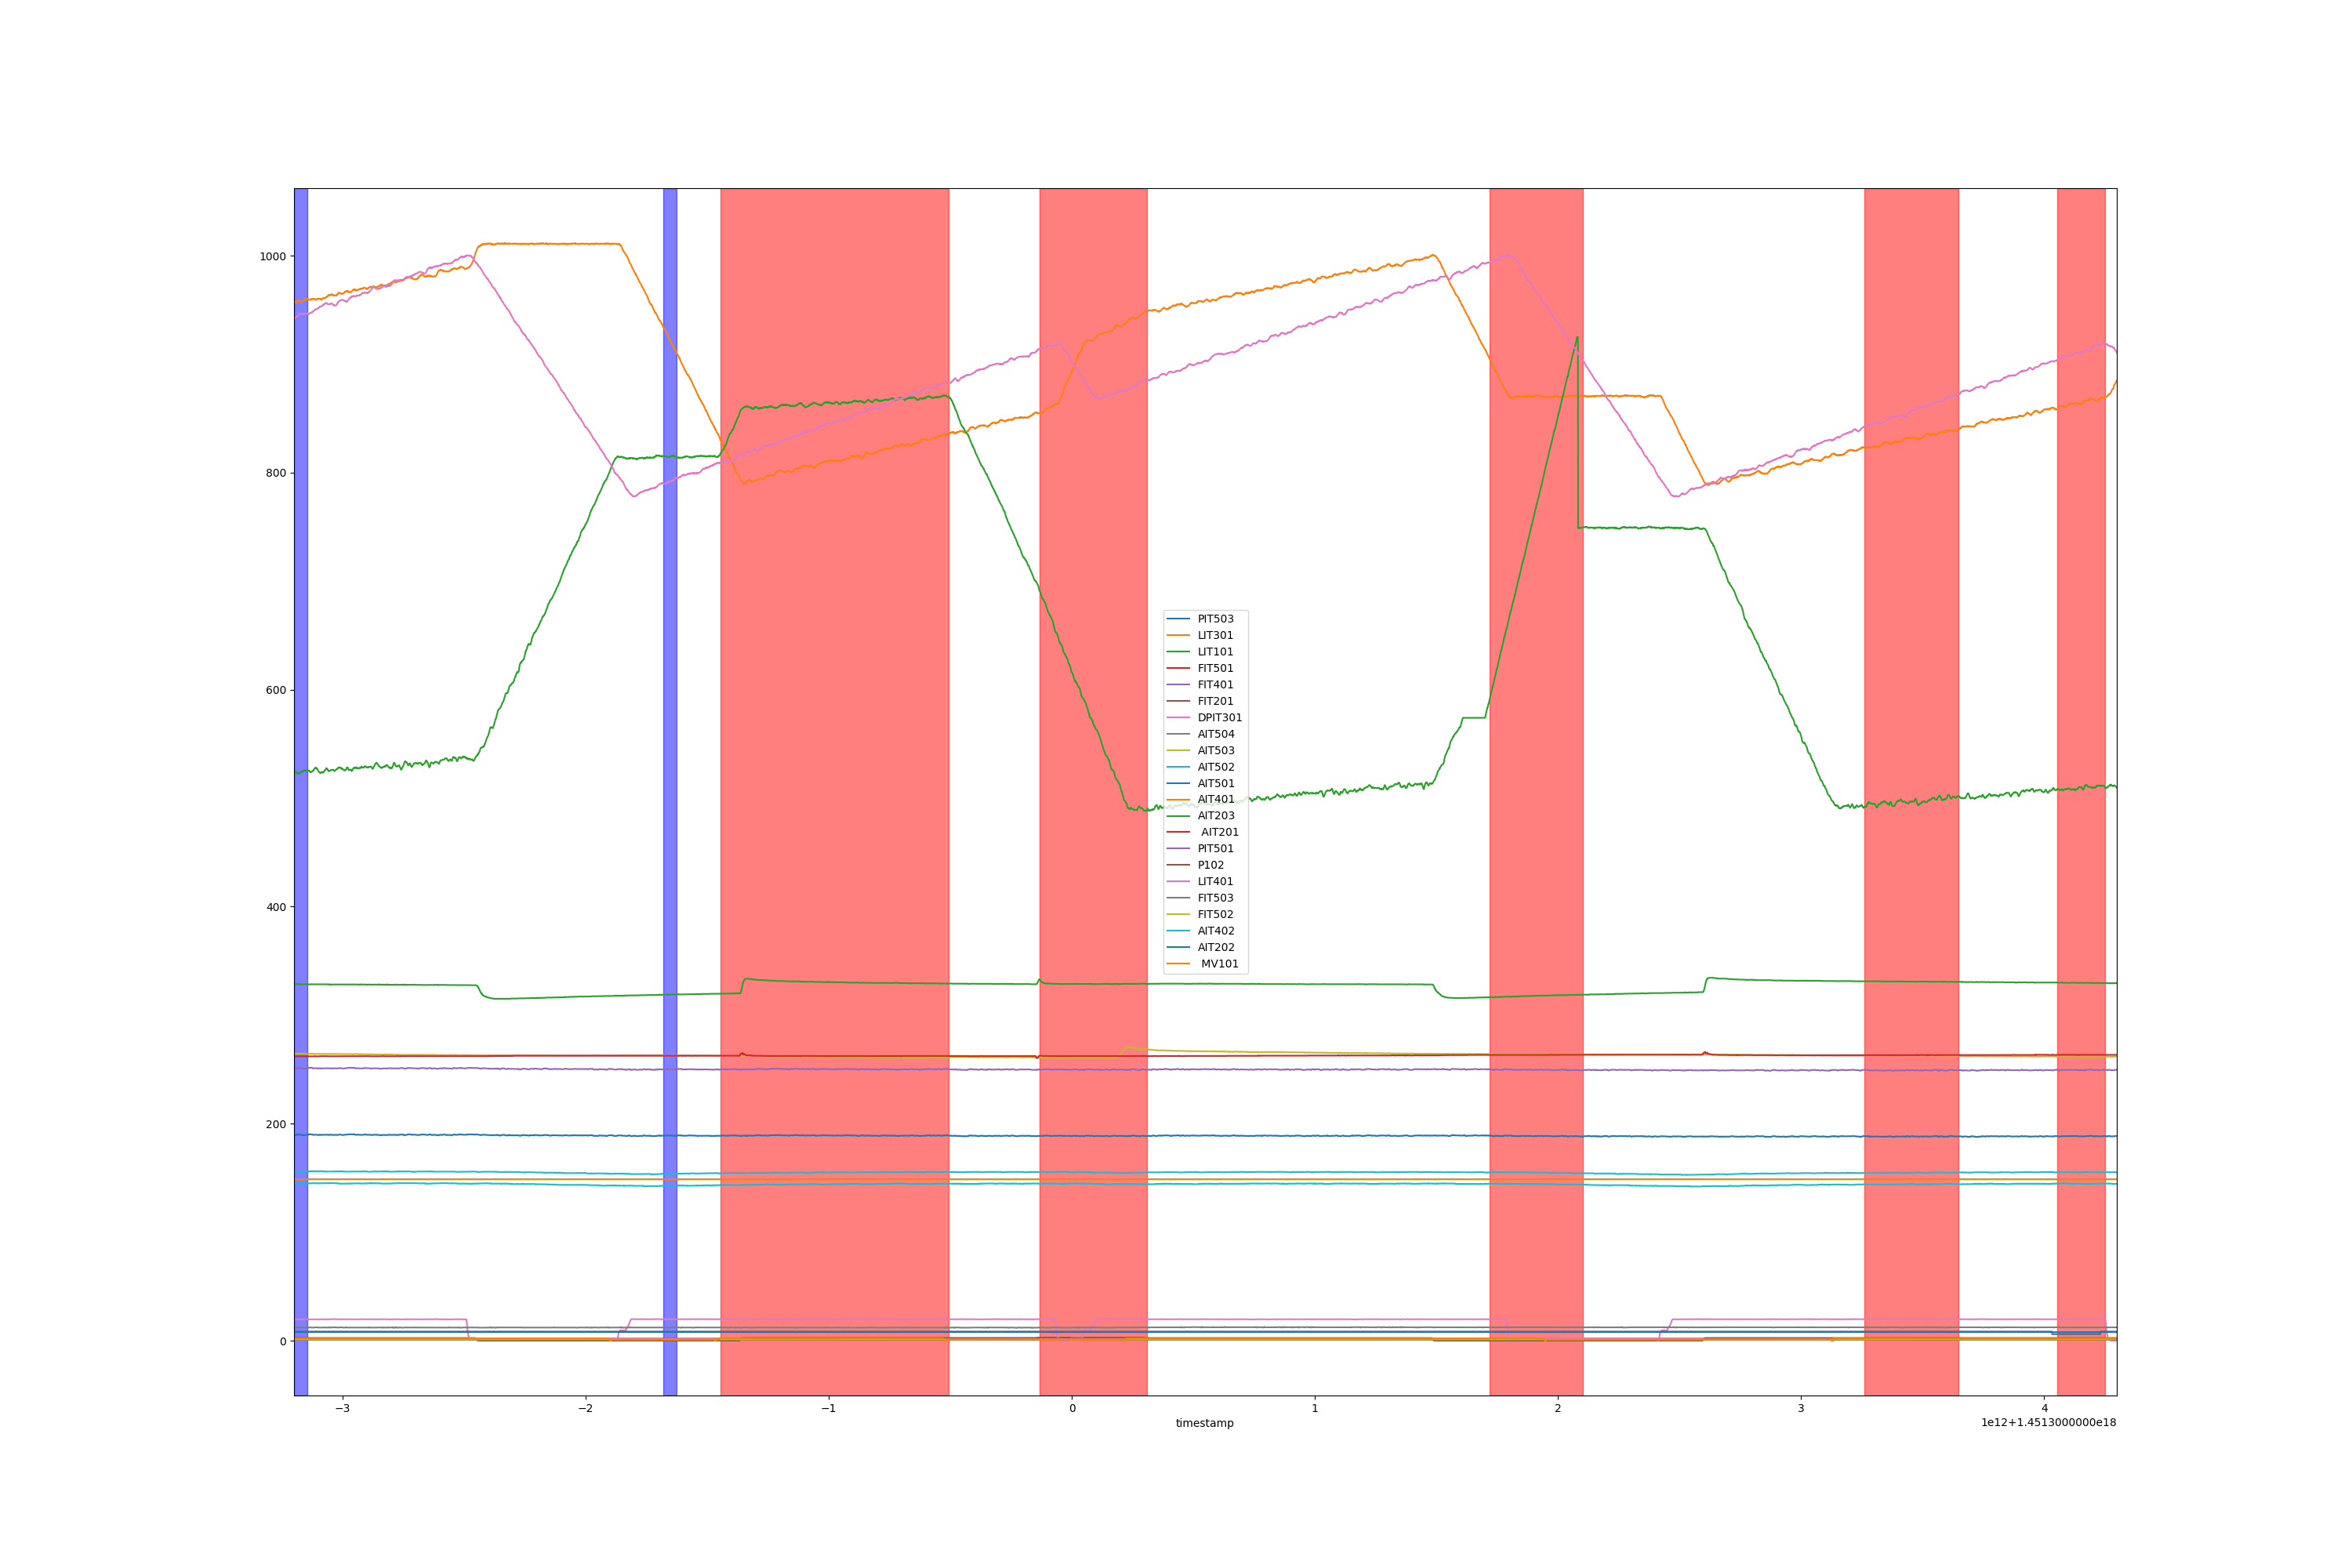 1000
800
600
400
200
0
PIT503
LIT301
LIT101
FIT501
FIT401
FIT201
DPIT301
AIT504
AIT503
AIT502
AIT501
AIT401
AIT203
AIT201
PIT501
P102
LIT401
FIT503
FIT502
AIT402
AIT202
MV101
−3 −2 −1 0 1 2 3 4
timestamp 1e12+1.4513000000e18